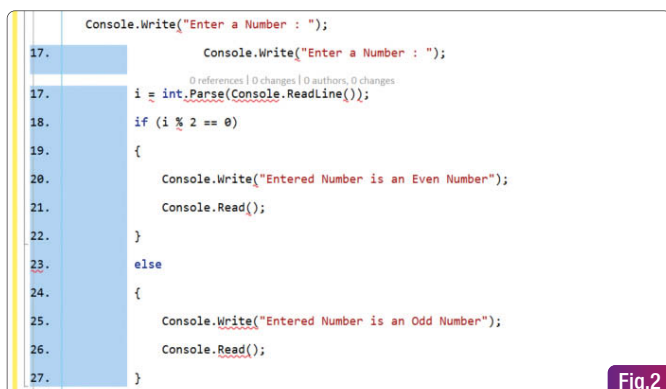 Console.Write("Enter a Number : ");
17. Console.Write("Enter a Number : ");
0 references | 0 changes | 0 authors, 0 changes
17. i = int.Parse(Console.ReadLine());
18. if (i % 2 == 0)
19. {
20. Console.Write("Entered Number is an Even Number");
21. Console.Read();
22. }
23. else
24. {
25. Console.Write("Entered Number is an Odd Number");
26. Console.Read();
27. }
Fig.2